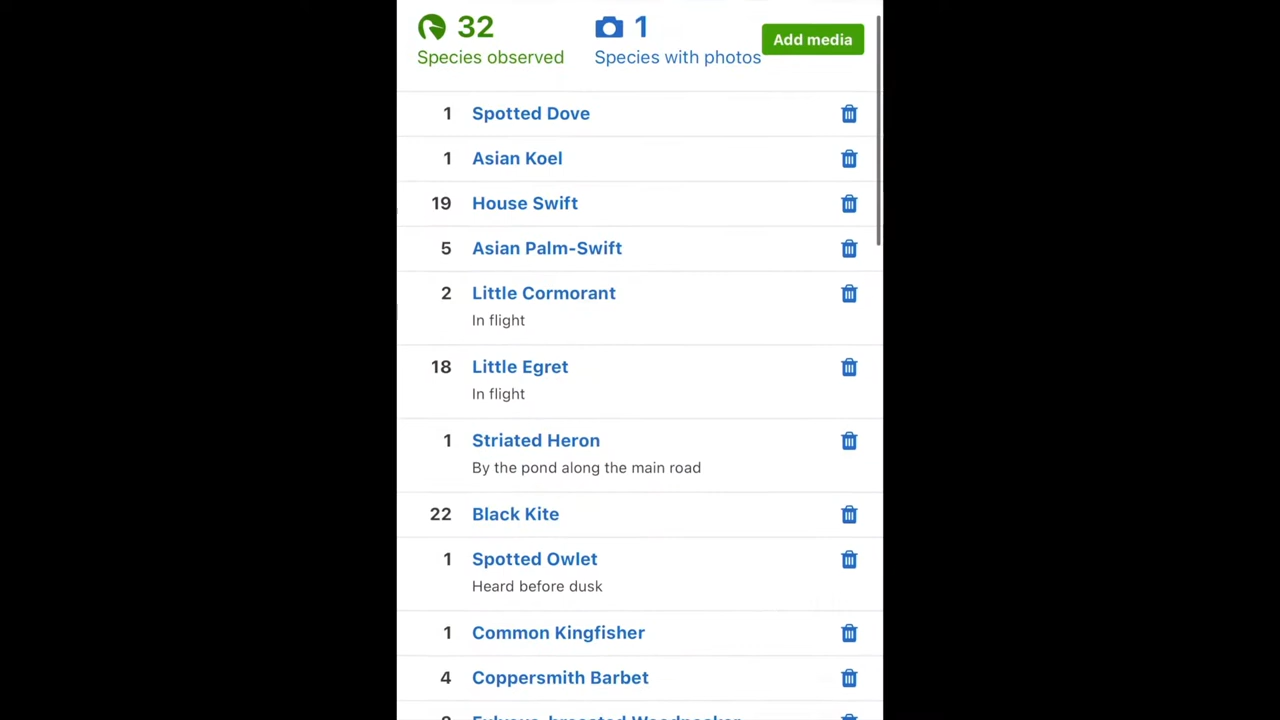 32
Species observed
1
Species with photos
Add media
1 Spotted Dove
1 Asian Koel
19 House Swift
5 Asian Palm-Swift
2 Little Cormorant
In flight
18 Little Egret
In flight
1 Striated Heron
By the pond along the main road
22 Black Kite
1 Spotted Owlet
Heard before dusk
1 Common Kingfisher
4 Coppersmith Barbet